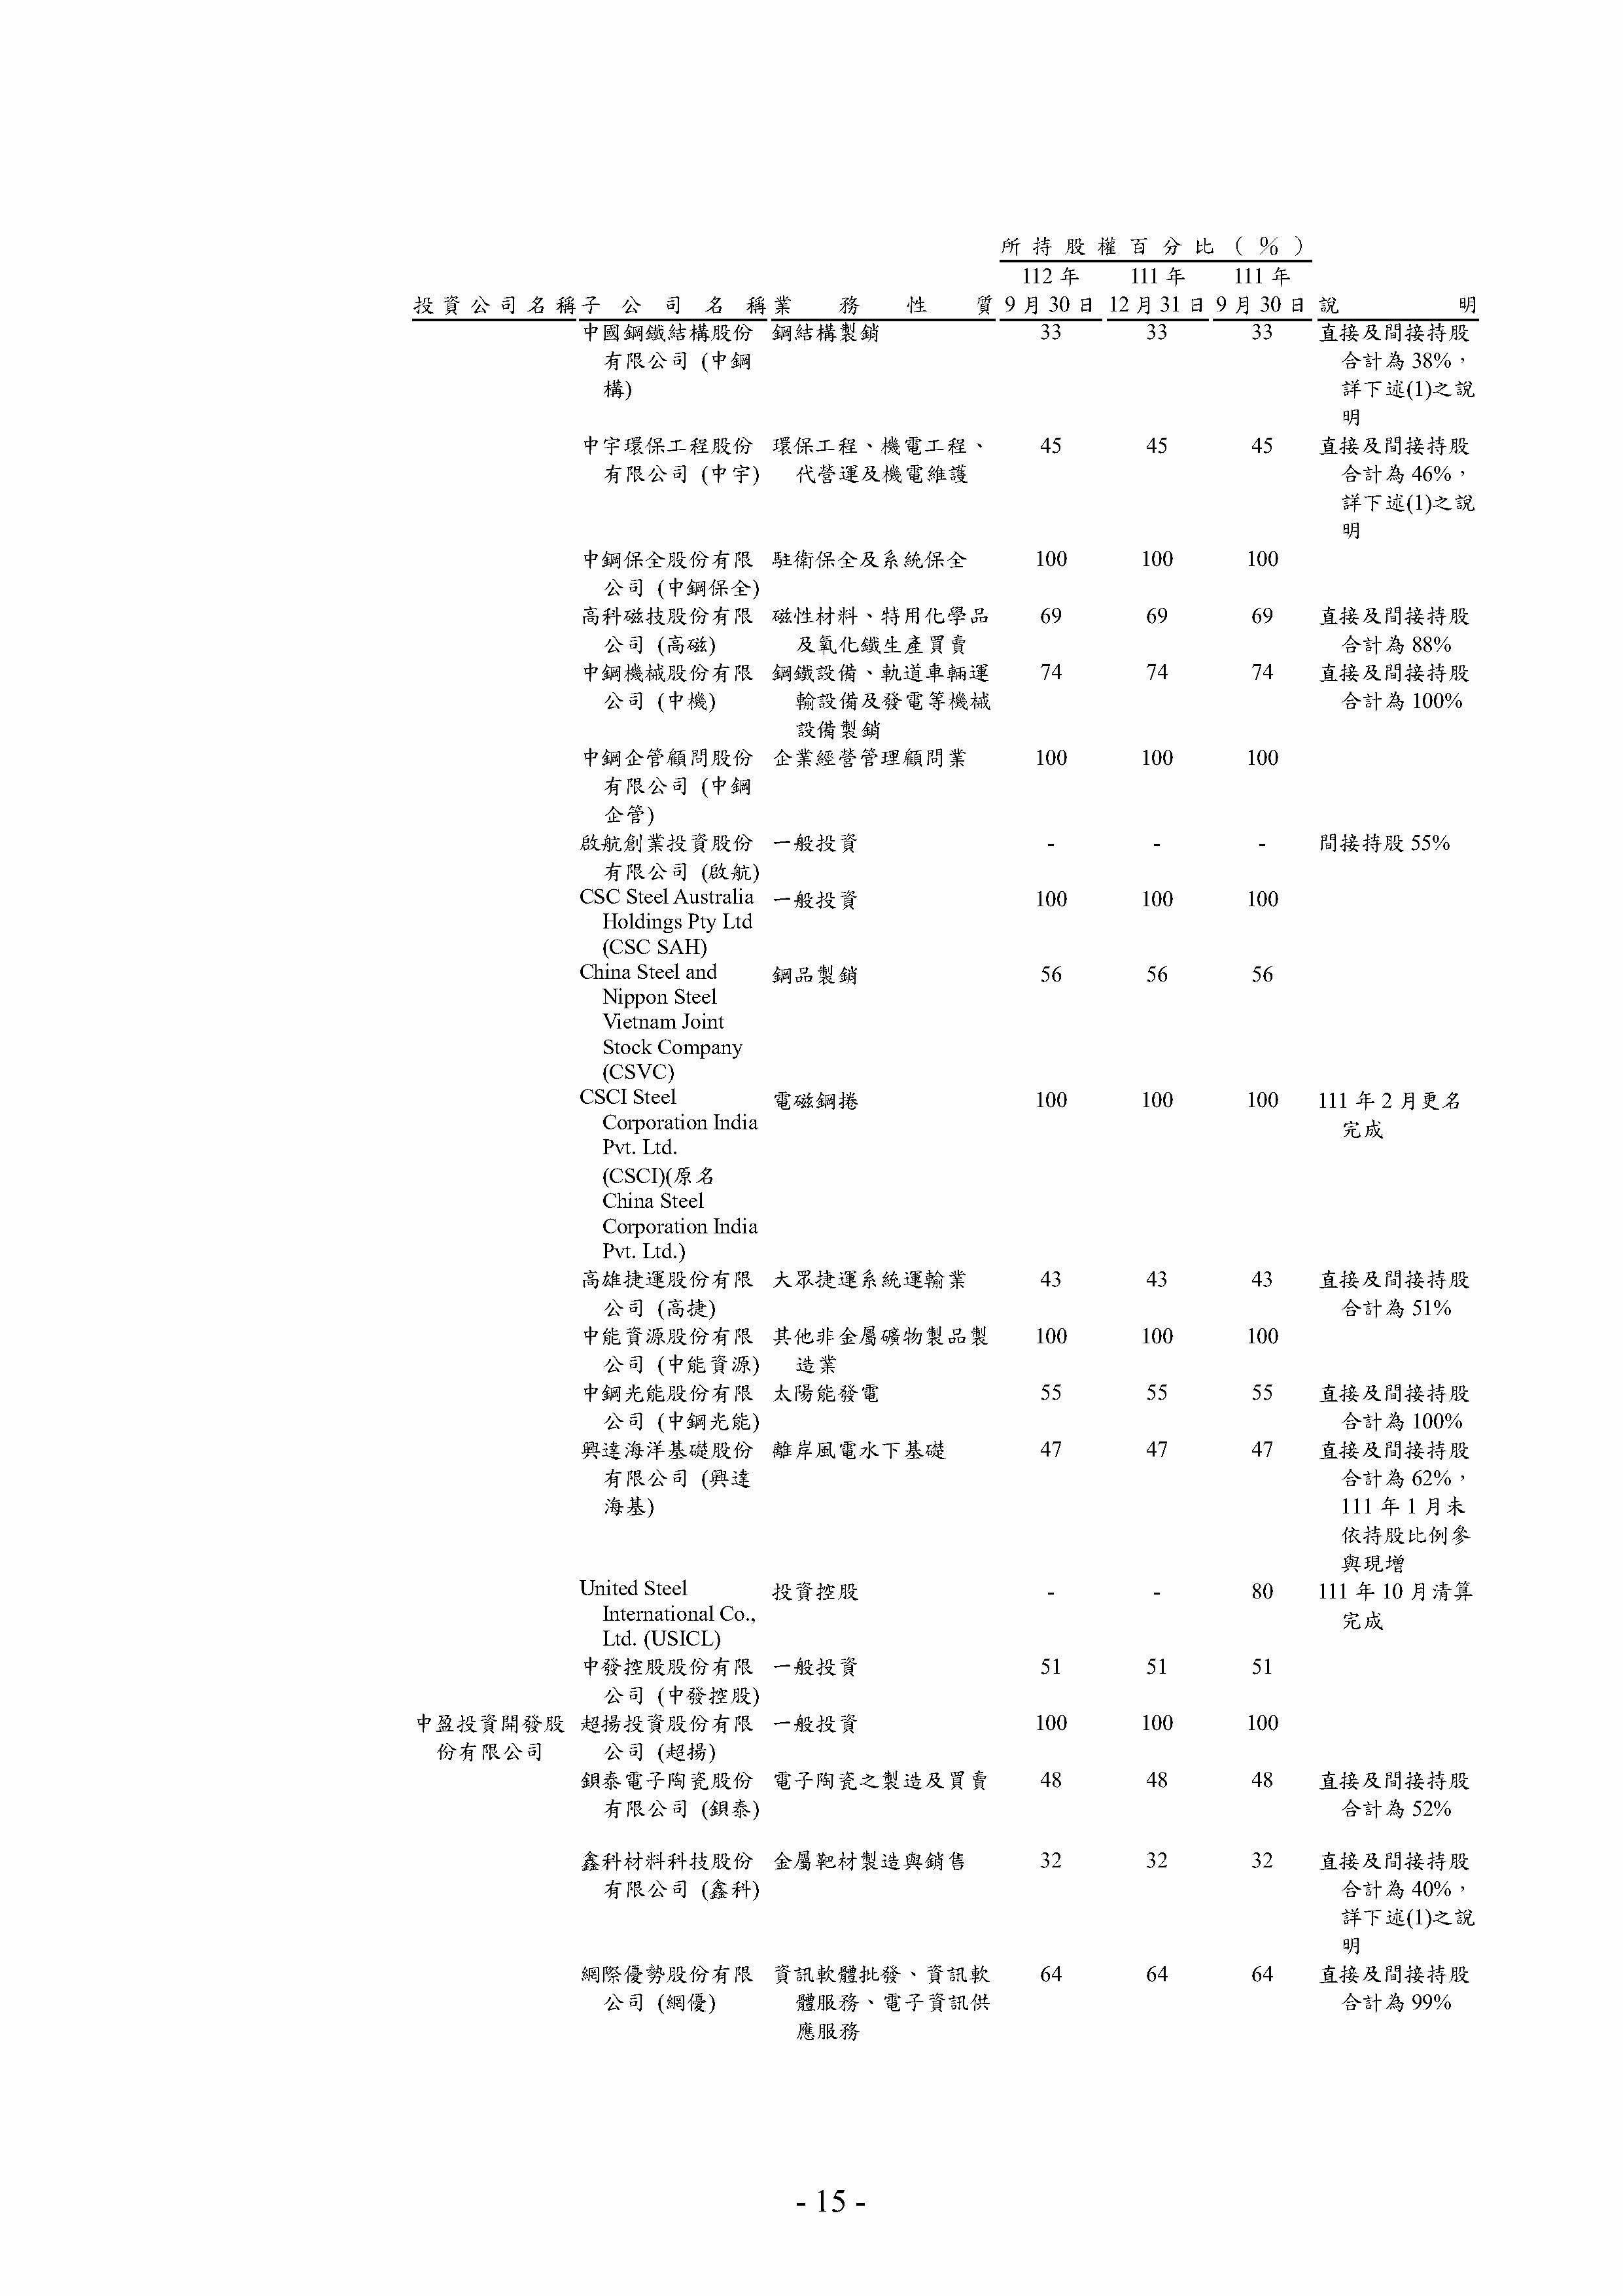 所持股權百分比（%）
112年 111年 111年
投資公司名稱 子公司名稱 業務性質 9月30日 12月31日 9月30日 說明
中國鋼鐵結構股份 鋼結構製銷 33 33 33 直接及間接持股
有限公司 (中鋼 合計為38%，
構) 詳下述(1)之說
明
中宇環保工程股份 環保工程、機電工程、 45 45 45 直接及間接持股
有限公司 (中宇) 代營運及機電維護 合計為46%，
詳下述(1)之說
明
中鋼保全股份有限 駐衛保全及系統保全 100 100 100
公司 (中鋼保全)
高科磁技股份有限 磁性材料、特用化學品 69 69 69 直接及間接持股
公司 (高磁) 及氧化鐵生產買賣 合計為88%
中鋼機械股份有限 鋼鐵設備、軌道車輛運 74 74 74 直接及間接持股
公司 (中機) 輸設備及發電等機械 合計為100%
設備製銷
中鋼企管顧問股份 企業經營管理顧問業 100 100 100
有限公司 (中鋼
企管)
啟航創業投資股份 一般投資 - - - 間接持股55%
有限公司 (啟航)
CSC Steel Australia 一般投資 100 100 100
Holdings Pty Ltd
(CSC SAH)
China Steel and 鋼品製銷 56 56 56
Nippon Steel
Vietnam Joint
Stock Company
(CSVC)
CSCI Steel 電磁鋼捲 100 100 100 111年2月更名
Corporation India 完成
Pvt. Ltd.
(CSCI)(原名
China Steel
Corporation India
Pvt. Ltd.)
高雄捷運股份有限 大眾捷運系統運輸業 43 43 43 直接及間接持股
公司 (高捷) 合計為51%
中能資源股份有限 其他非金屬礦物製品製 100 100 100
公司 (中能資源) 造業
中鋼光能股份有限 太陽能發電 55 55 55 直接及間接持股
公司 (中鋼光能) 合計為100%
興達海洋基礎股份 離岸風電水下基礎 47 47 47 直接及間接持股
有限公司 (興達 合計為62%，
海基) 111年1月未
依持股比例參
與現增
United Steel 投資控股 - - 80 111年10月清算
International Co., 完成
Ltd. (USICL)
中發控股股份有限 一般投資 51 51 51
公司 (中發控股)
中盈投資開發股 超揚投資股份有限 一般投資 100 100 100
份有限公司 公司 (超揚)
鋇泰電子陶瓷股份 電子陶瓷之製造及買賣 48 48 48 直接及間接持股
有限公司 (鋇泰) 合計為52%
鑫科材料科技股份 金屬靶材製造與銷售 32 32 32 直接及間接持股
有限公司 (鑫科) 合計為40%，
詳下述(1)之說
明
網際優勢股份有限 資訊軟體批發、資訊軟 64 64 64 直接及間接持股
公司 (網優) 體服務、電子資訊供 合計為99%
應服務
- 15 -